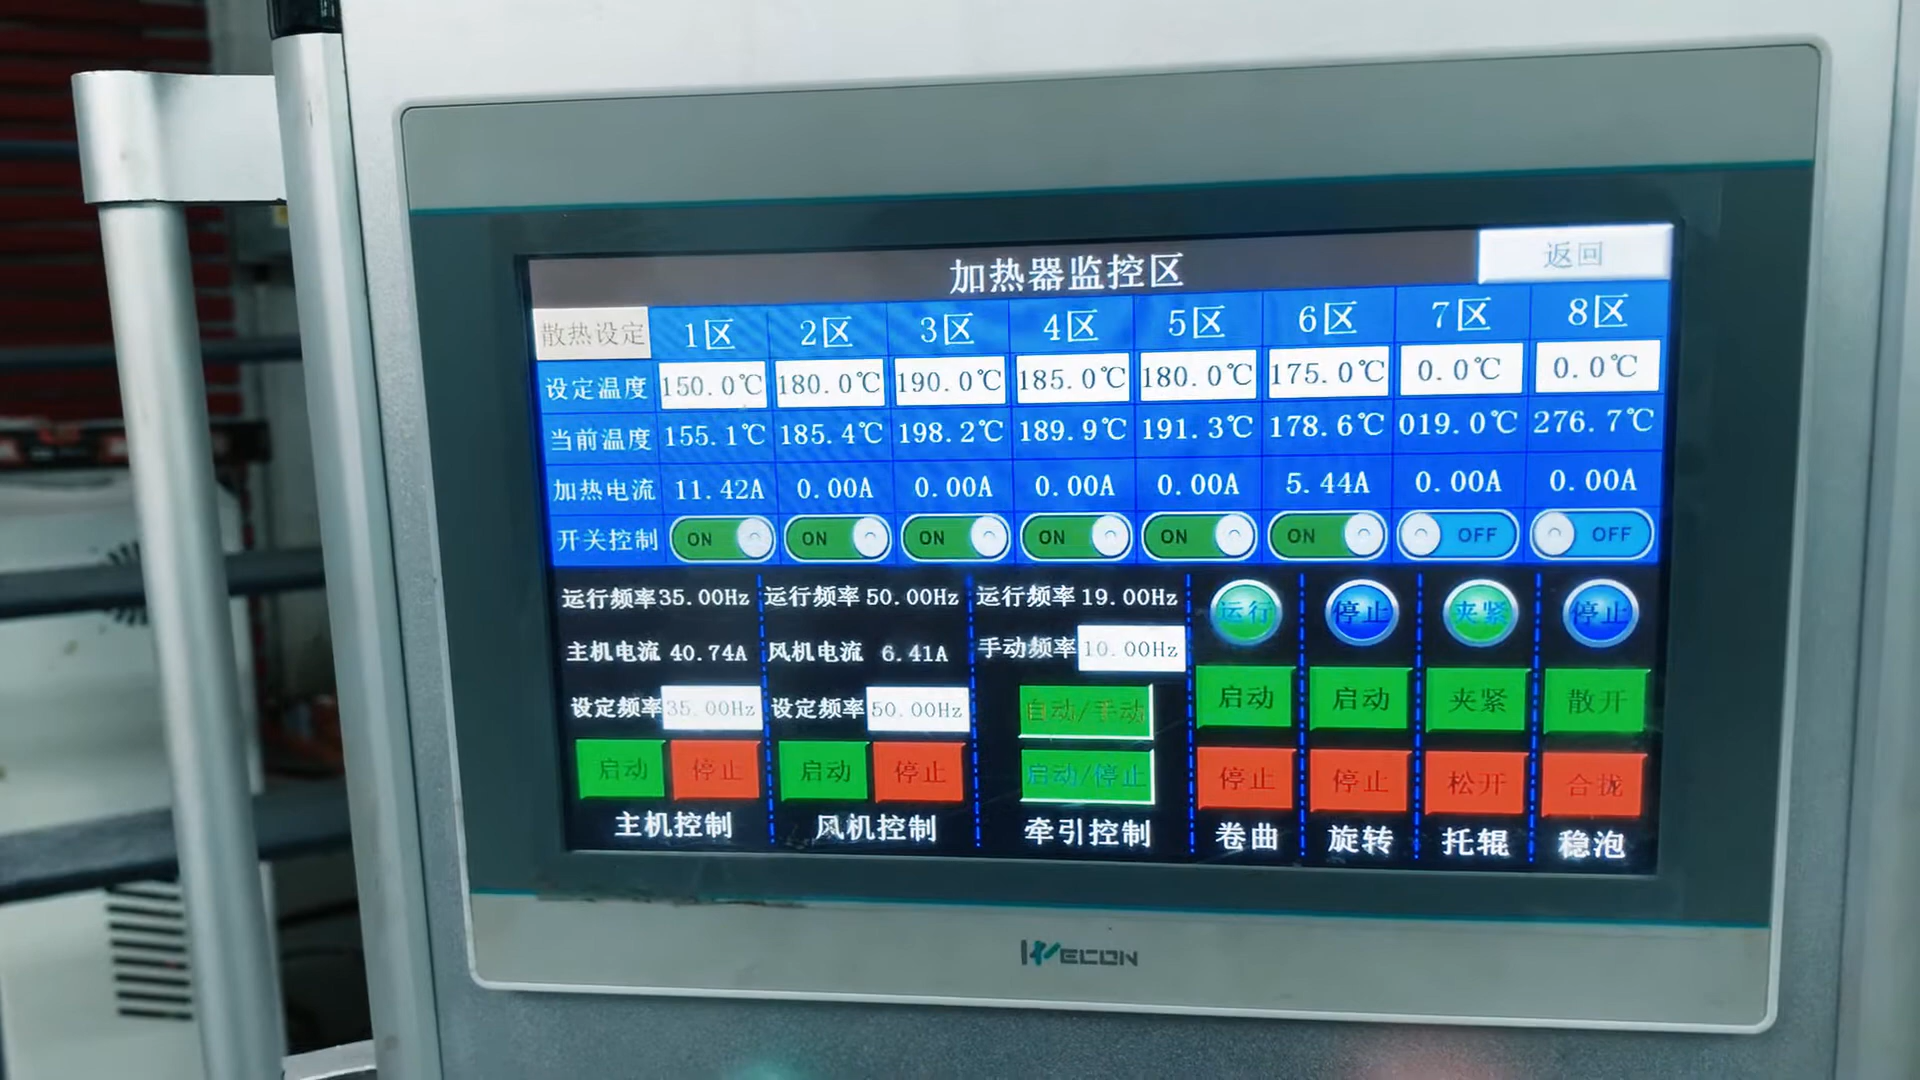 加热器监控区 返回
散热设定 1区 2区 3区 4区 5区 6区 7区 8区
设定温度 150.0℃ 180.0℃ 190.0℃ 185.0℃ 180.0℃ 175.0℃ 0.0℃ 0.0℃
当前温度 155.1℃ 185.4℃ 198.2℃ 189.9℃ 191.3℃ 178.6℃ 019.0℃ 276.7℃
加热电流 11.42A 0.00A 0.00A 0.00A 0.00A 5.44A 0.00A 0.00A
开关控制 ON ON ON ON ON ON OFF OFF
运行频率 35.00Hz 运行频率 50.00Hz 运行频率 19.00Hz 运行 停止 夹紧 停止
主机电流 40.74A 风机电流 6.41A 手动频率 10.00Hz
设定频率 35.00Hz 设定频率 50.00Hz 自动/手动 启动 启动 夹紧 散开
启动 停止 启动 停止 启动/停止 停止 停止 松开 合拢
主机控制 风机控制 牵引控制 卷曲 旋转 托辊 稳泡
WECON